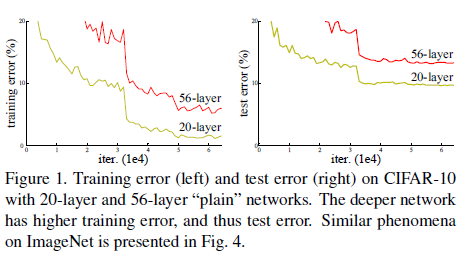 training error (%)
20
10
0
0 1 2 3 4 5 6
iter. (1e4)
56-layer
20-layer
test error (%)
20
10
0
0 1 2 3 4 5 6
iter. (1e4)
56-layer
20-layer
Figure 1. Training error (left) and test error (right) on CIFAR-10
with 20-layer and 56-layer “plain” networks. The deeper network
has higher training error, and thus test error. Similar phenomena
on ImageNet is presented in Fig. 4.